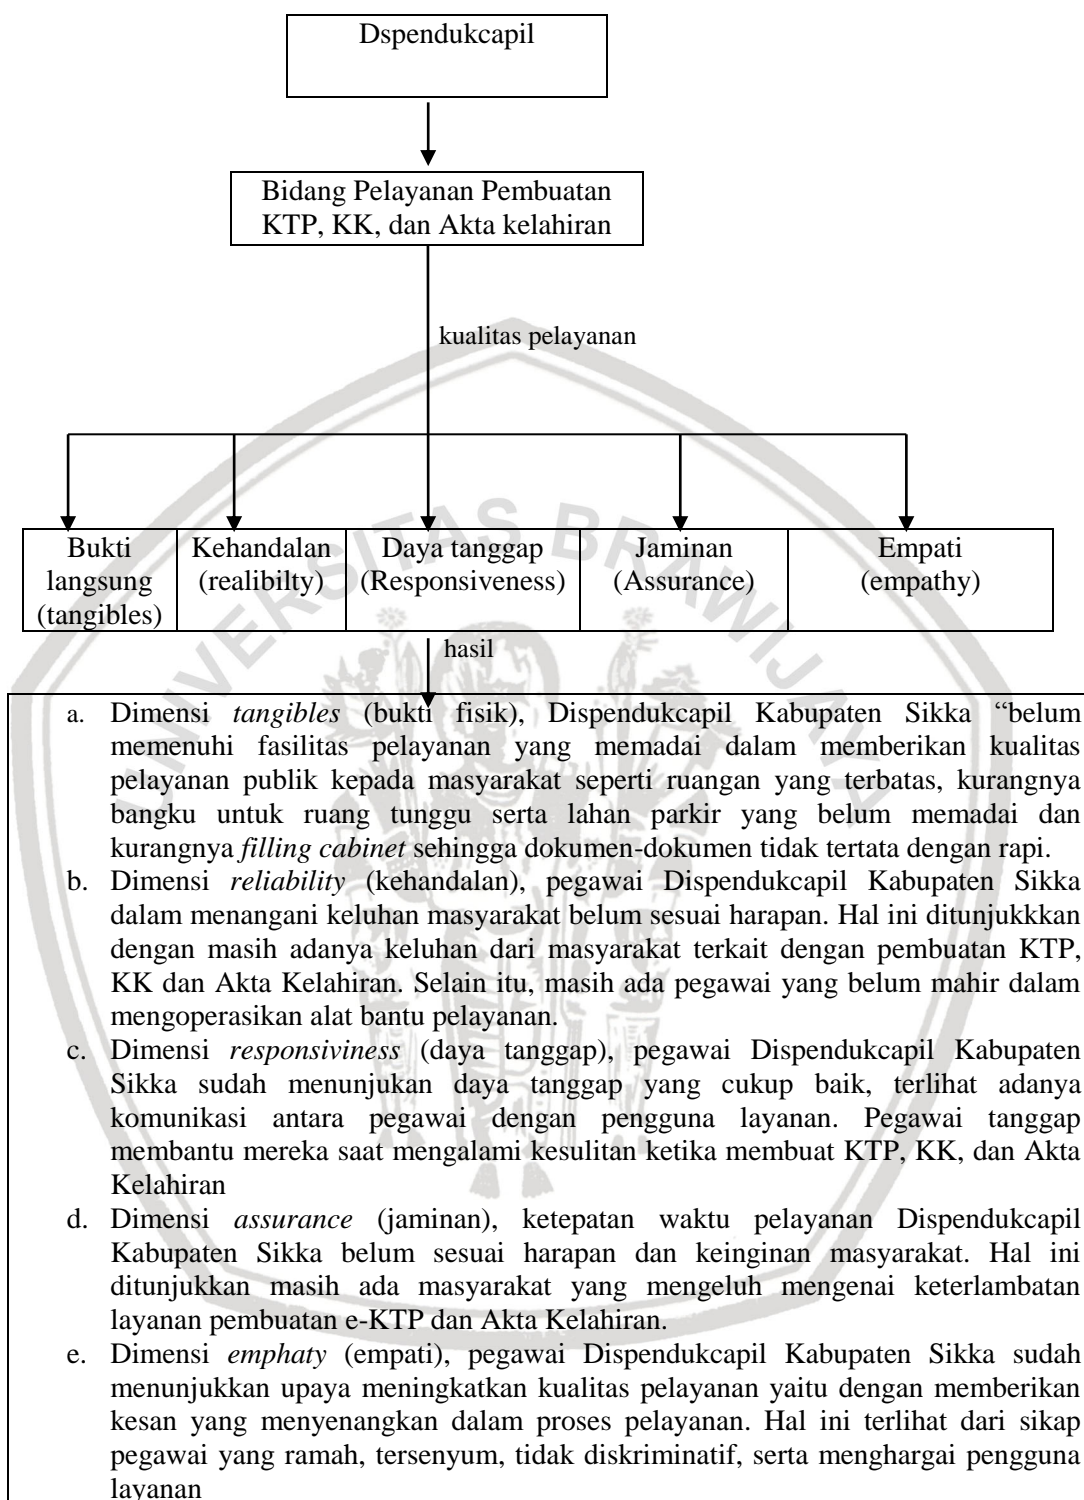 Dspendukcapil
Bidang Pelayanan Pembuatan
KTP, KK, dan Akta kelahiran
kualitas pelayanan
Bukti
langsung
(tangibles)
Kehandalan
(realibilty)
Daya tanggap
(Responsiveness)
Jaminan
(Assurance)
Empati
(empathy)
UNIVERSITAS BRAWIJAYA
hasil
a. Dimensi tangibles (bukti fisik), Dispendukcapil Kabupaten Sikka “belum
memenuhi fasilitas pelayanan yang memadai dalam memberikan kualitas
pelayanan publik kepada masyarakat seperti ruangan yang terbatas, kurangnya
bangku untuk ruang tunggu serta lahan parkir yang belum memadai dan
kurangnya filling cabinet sehingga dokumen-dokumen tidak tertata dengan rapi.
b. Dimensi reliability (kehandalan), pegawai Dispendukcapil Kabupaten Sikka
dalam menangani keluhan masyarakat belum sesuai harapan. Hal ini ditunjukkkan
dengan masih adanya keluhan dari masyarakat terkait dengan pembuatan KTP,
KK dan Akta Kelahiran. Selain itu, masih ada pegawai yang belum mahir dalam
mengoperasikan alat bantu pelayanan.
c. Dimensi responsiviness (daya tanggap), pegawai Dispendukcapil Kabupaten
Sikka sudah menunjukan daya tanggap yang cukup baik, terlihat adanya
komunikasi antara pegawai dengan pengguna layanan. Pegawai tanggap
membantu mereka saat mengalami kesulitan ketika membuat KTP, KK, dan Akta
Kelahiran
d. Dimensi assurance (jaminan), ketepatan waktu pelayanan Dispendukcapil
Kabupaten Sikka belum sesuai harapan dan keinginan masyarakat. Hal ini
ditunjukkan masih ada masyarakat yang mengeluh mengenai keterlambatan
layanan pembuatan e-KTP dan Akta Kelahiran.
e. Dimensi emphaty (empati), pegawai Dispendukcapil Kabupaten Sikka sudah
menunjukkan upaya meningkatkan kualitas pelayanan yaitu dengan memberikan
kesan yang menyenangkan dalam proses pelayanan. Hal ini terlihat dari sikap
pegawai yang ramah, tersenyum, tidak diskriminatif, serta menghargai pengguna
layanan